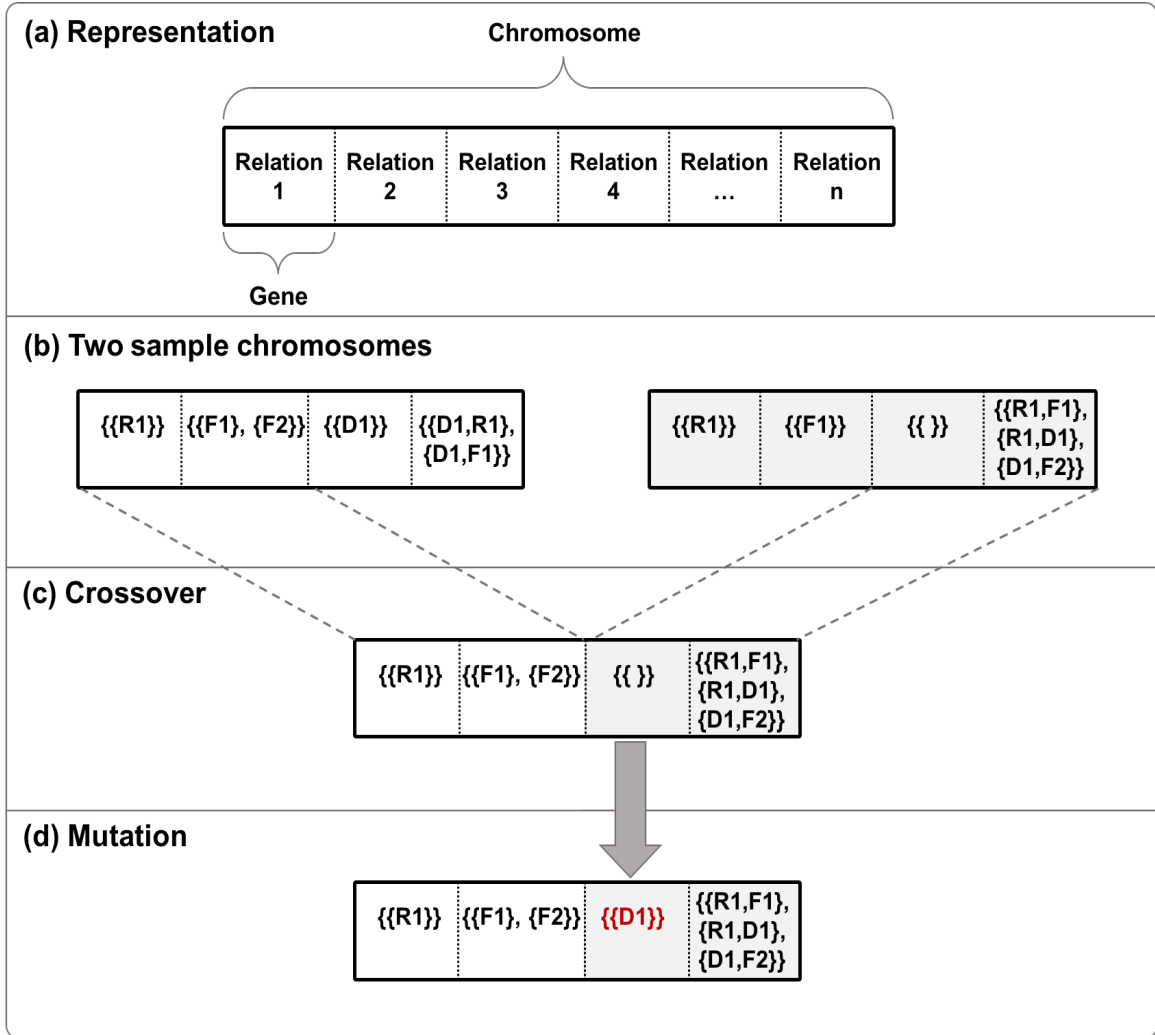 (a) Representation
Chromosome
Relation 1
Relation 2
Relation 3
Relation 4
Relation ...
Relation n
Gene
(b) Two sample chromosomes
{{R1}}
{{F1}, {F2}}
{{D1}}
{{D1,R1},
{D1,F1}}
{{R1}}
{{F1}}
{{ }}
{{R1,F1},
{R1,D1},
{D1,F2}}
(c) Crossover
{{R1}}
{{F1}, {F2}}
{{ }}
{{R1,F1},
{R1,D1},
{D1,F2}}
(d) Mutation
{{R1}}
{{F1}, {F2}}
{{D1}}
{{R1,F1},
{R1,D1},
{D1,F2}}